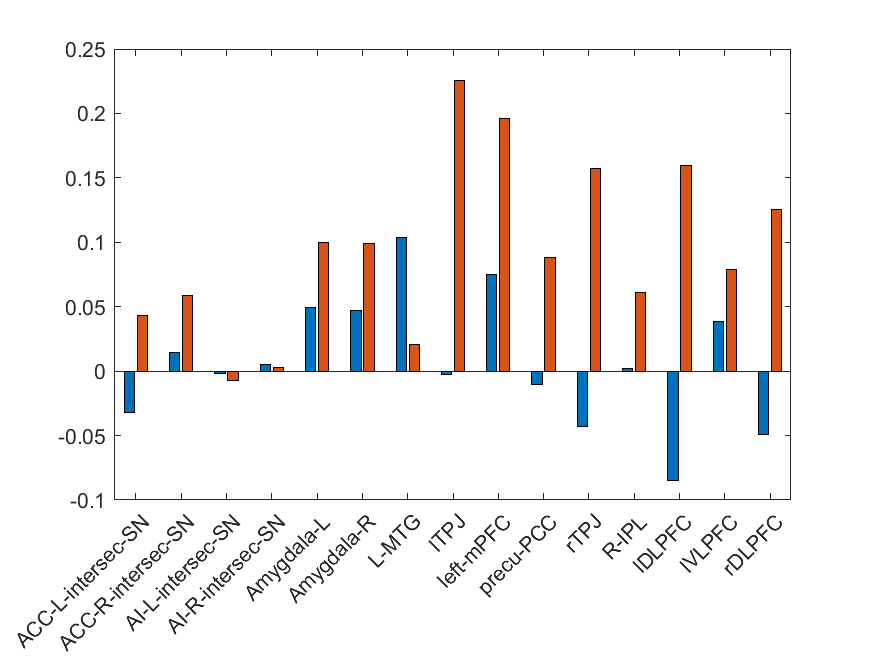 0.25
0.2
0.15
0.1
0.05
0
-0.05
-0.1
ACC-L-intersec-SN
ACC-R-intersec-SN
AI-L-intersec-SN
AI-R-intersec-SN
Amygdala-L
Amygdala-R
L-MTG
lTPJ
left-mPFC
precu-PCC
rTPJ
R-IPL
lDLPFC
lVLPFC
rDLPFC